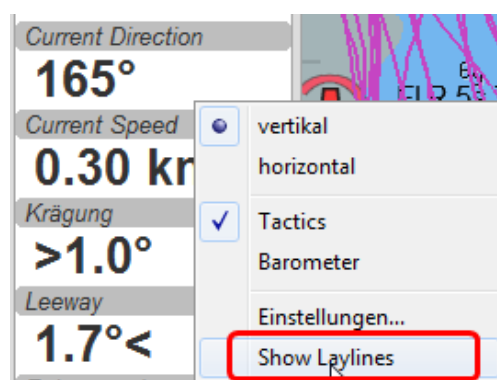 Current Direction
165°
Current Speed
0.30 kn
Krägung
>1.0°
Leeway
1.7°<
vertikal
horizontal
Tactics
Barometer
Einstellungen...
Show Laylines